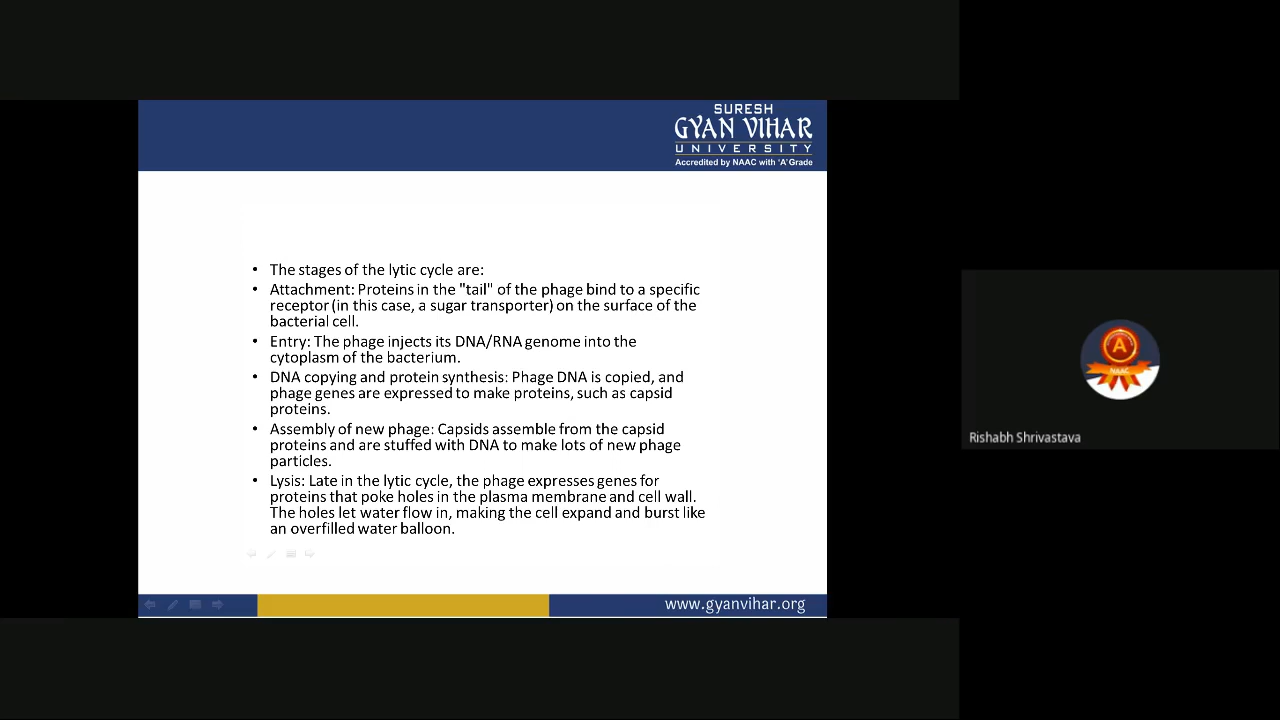 SURESH
GYAN VIHAR
UNIVERSITY
Accredited by NAAC with 'A' Grade
• The stages of the lytic cycle are:
• Attachment: Proteins in the "tail" of the phage bind to a specific
receptor (in this case, a sugar transporter) on the surface of the
bacterial cell.
• Entry: The phage injects its DNA/RNA genome into the
cytoplasm of the bacterium.
• DNA copying and protein synthesis: Phage DNA is copied, and
phage genes are expressed to make proteins, such as capsid
proteins.
• Assembly of new phage: Capsids assemble from the capsid
proteins and are stuffed with DNA to make lots of new phage
particles.
• Lysis: Late in the lytic cycle, the phage expresses genes for
proteins that poke holes in the plasma membrane and cell wall.
The holes let water flow in, making the cell expand and burst like
an overfilled water balloon.
www.gyanvihar.org
A
NAAC
Rishabh Shrivastava